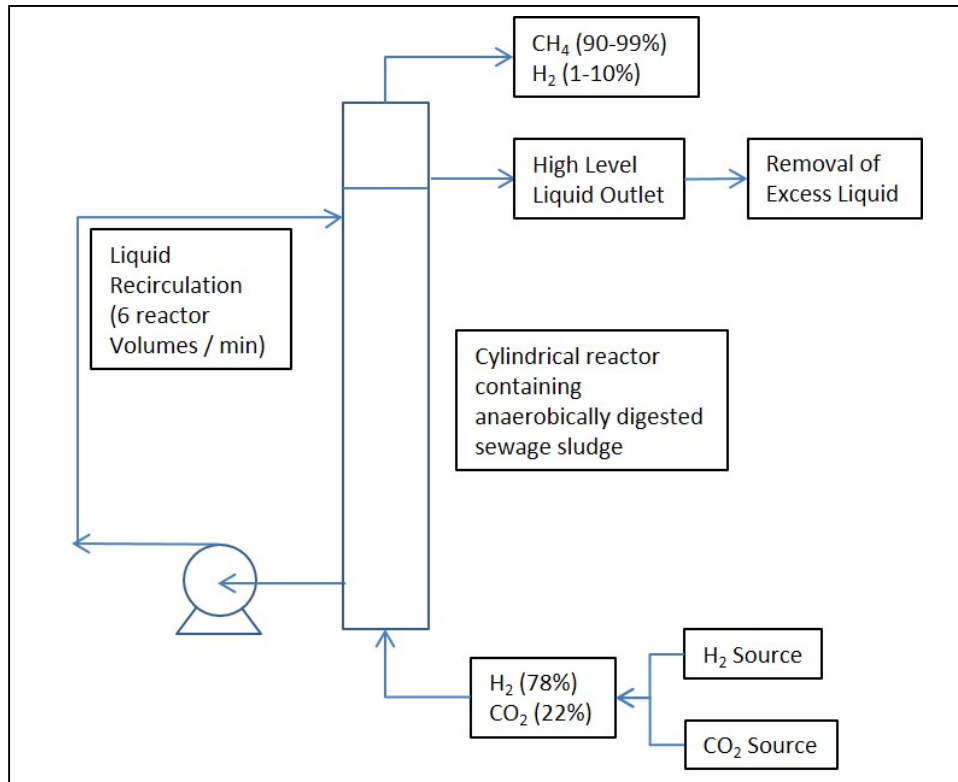 CH₄ (90-99%)
H₂ (1-10%)
High Level
Liquid Outlet
Removal of
Excess Liquid
Liquid
Recirculation
(6 reactor
Volumes / min)
Cylindrical reactor
containing
anaerobically digested
sewage sludge
H₂ (78%)
CO₂ (22%)
H₂ Source
CO₂ Source